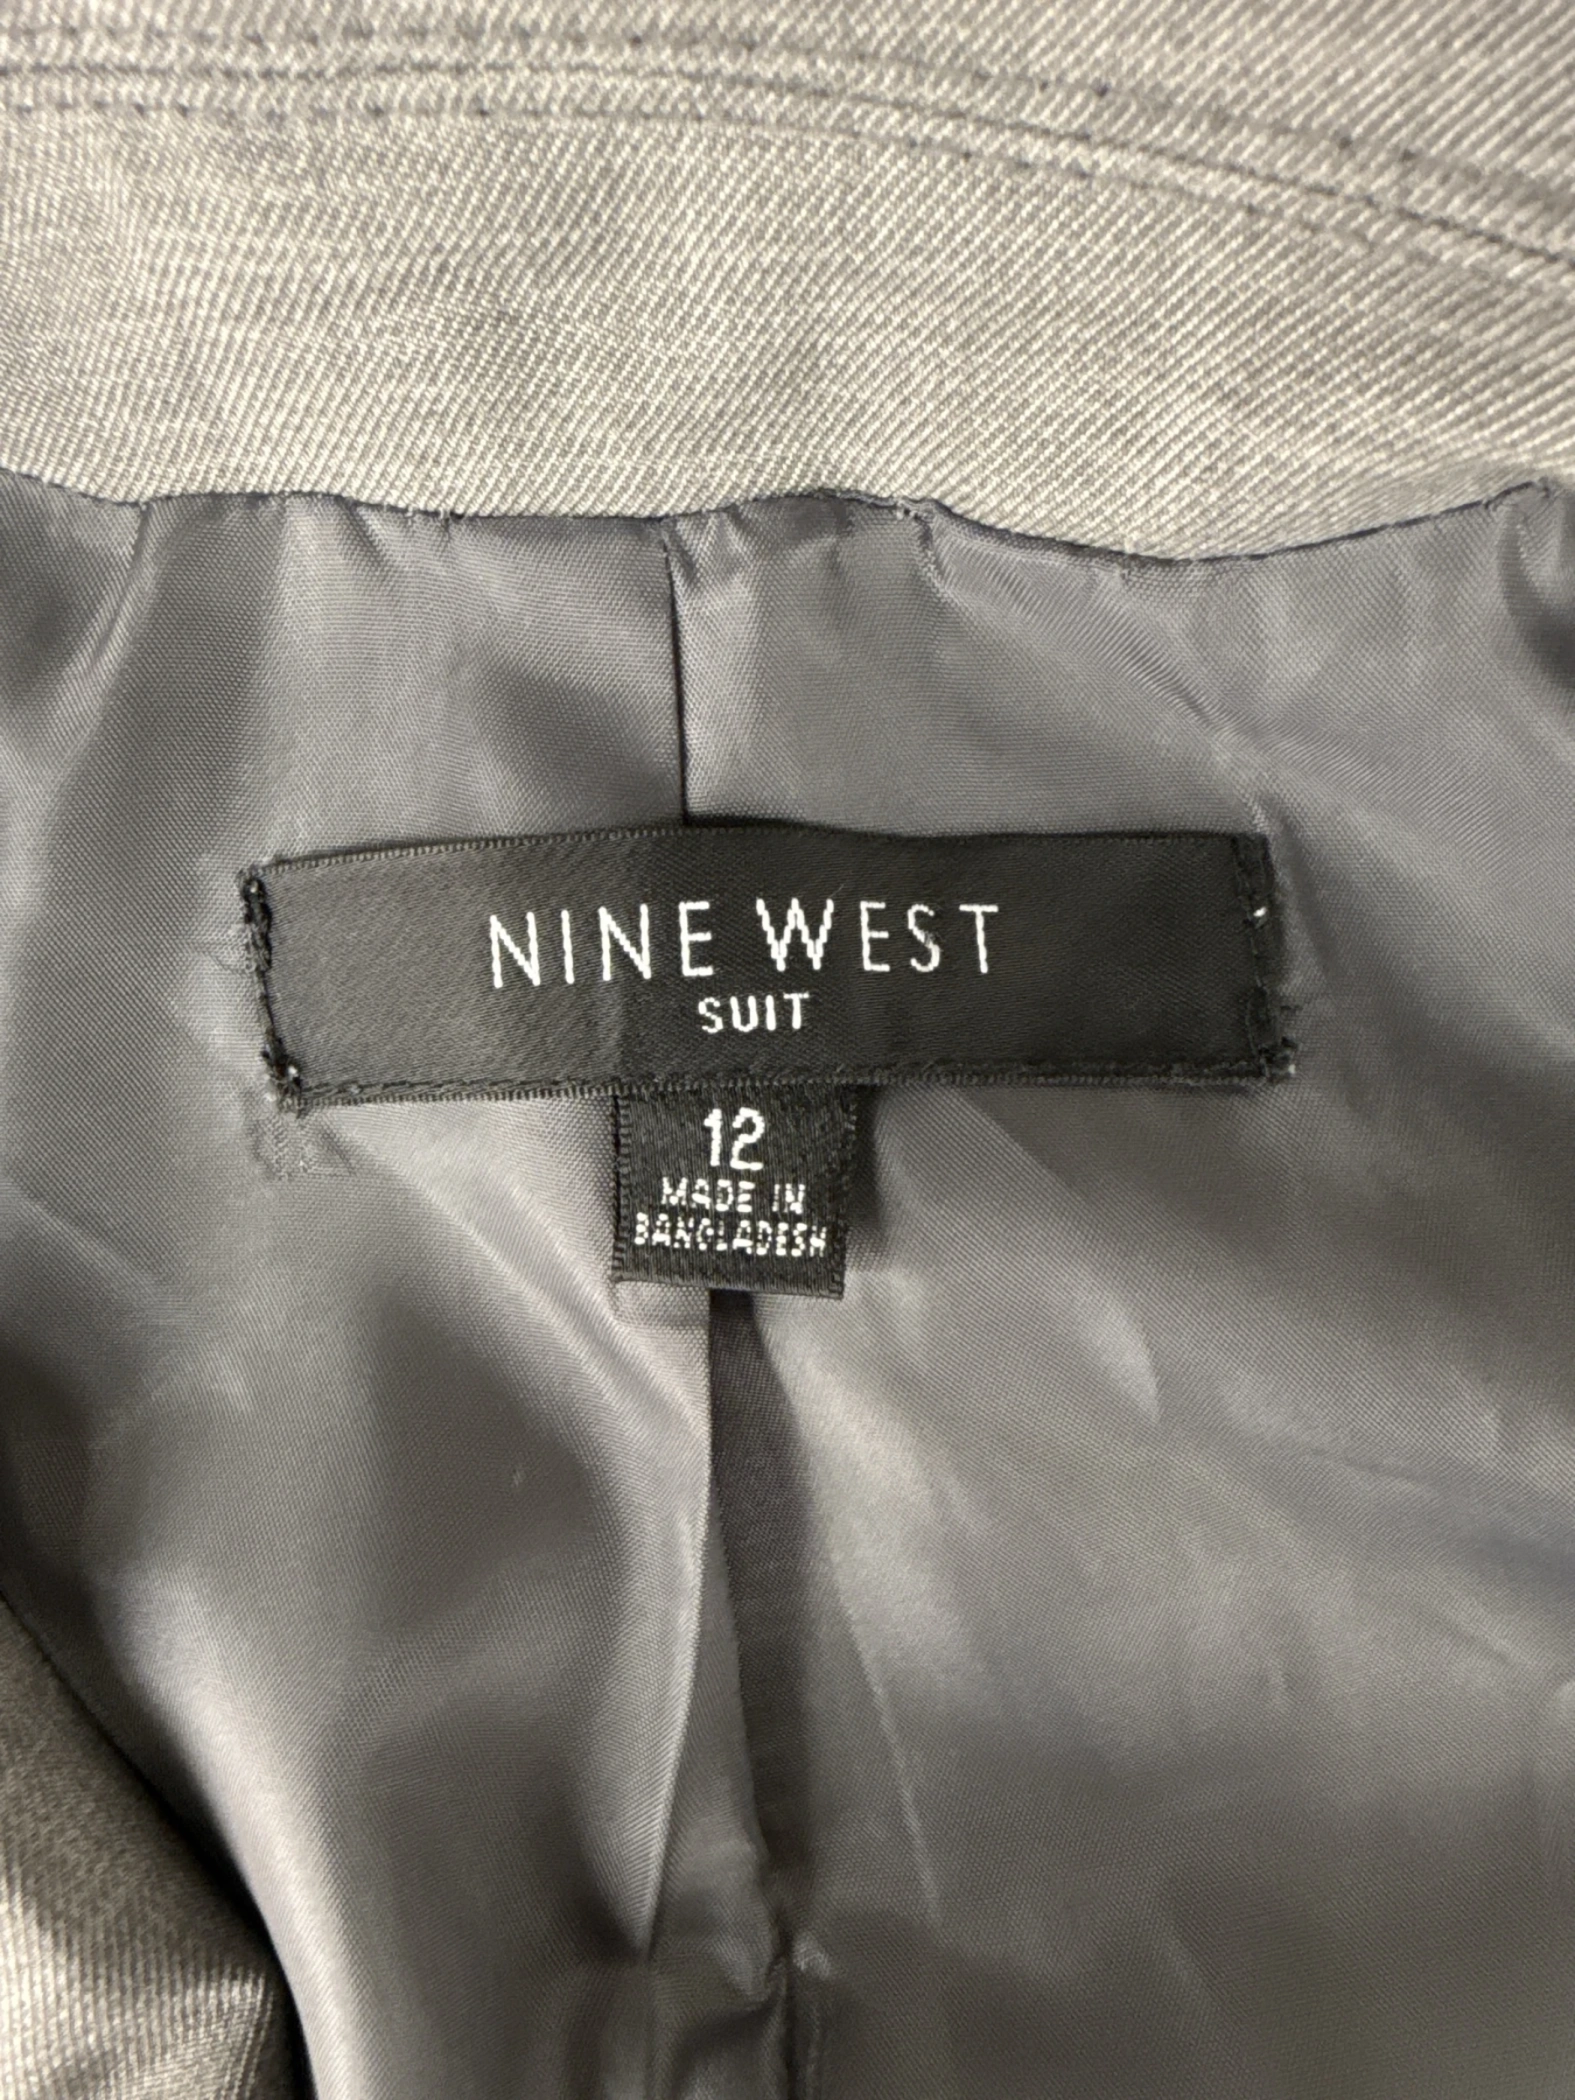 NINE WEST
SUIT
12
MADE IN
BANGLADESH